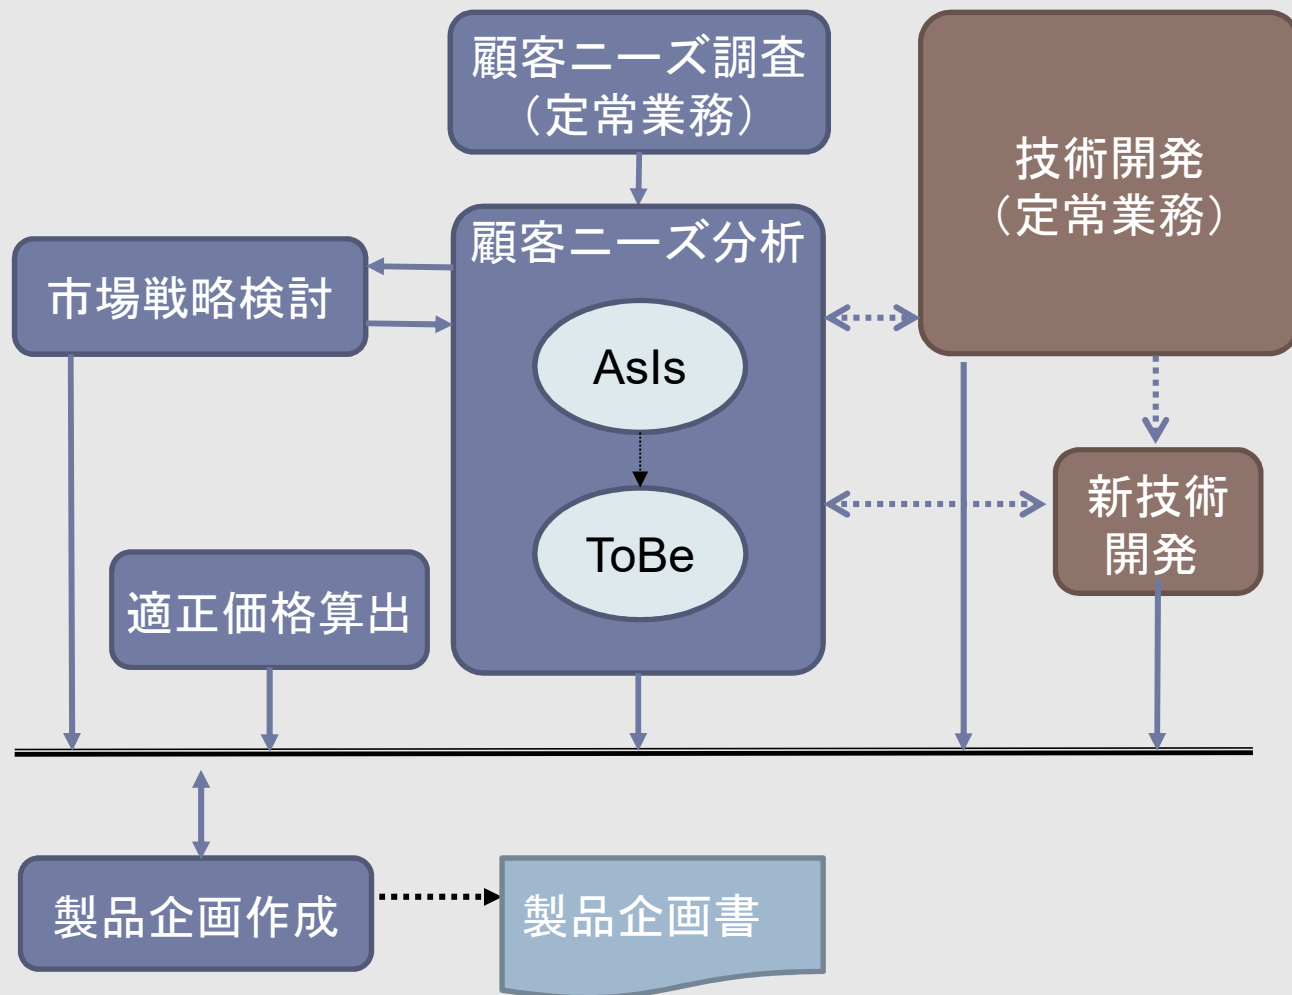 顧客ニーズ調査
（定常業務）
技術開発
（定常業務）
顧客ニーズ分析
市場戦略検討
AsIs
新技術
開発
ToBe
適正価格算出
製品企画作成
製品企画書